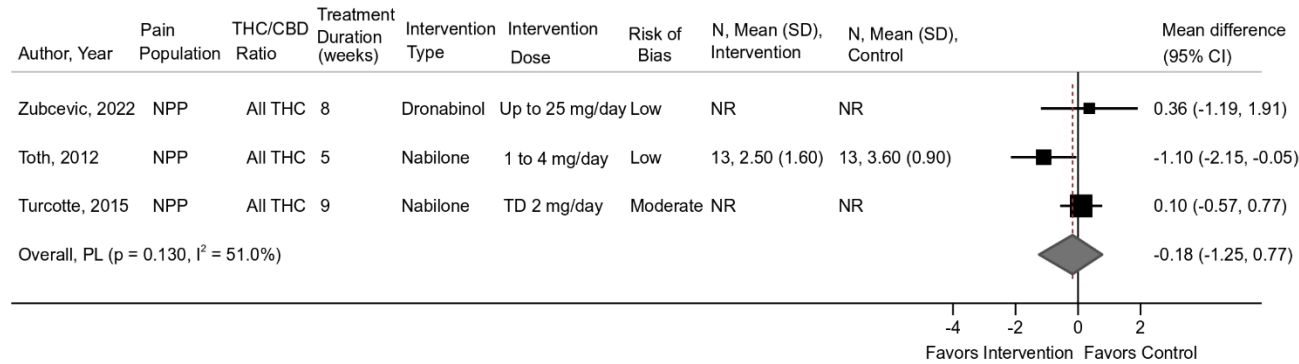 Author, Year Pain Population THC/CBD Ratio Treatment Duration (weeks) Intervention Type Intervention Dose Risk of Bias N, Mean (SD), Intervention N, Mean (SD), Control Mean difference (95% CI)
Zubcevic, 2022 NPP All THC 8 Dronabinol Up to 25 mg/day Low NR NR 0.36 (-1.19, 1.91)
Toth, 2012 NPP All THC 5 Nabilone 1 to 4 mg/day Low 13, 2.50 (1.60) 13, 3.60 (0.90) -1.10 (-2.15, -0.05)
Turcotte, 2015 NPP All THC 9 Nabilone TD 2 mg/day Moderate NR NR 0.10 (-0.57, 0.77)
Overall, PL (p = 0.130, I² = 51.0%) -0.18 (-1.25, 0.77)
-4 -2 0 2
Favors Intervention Favors Control